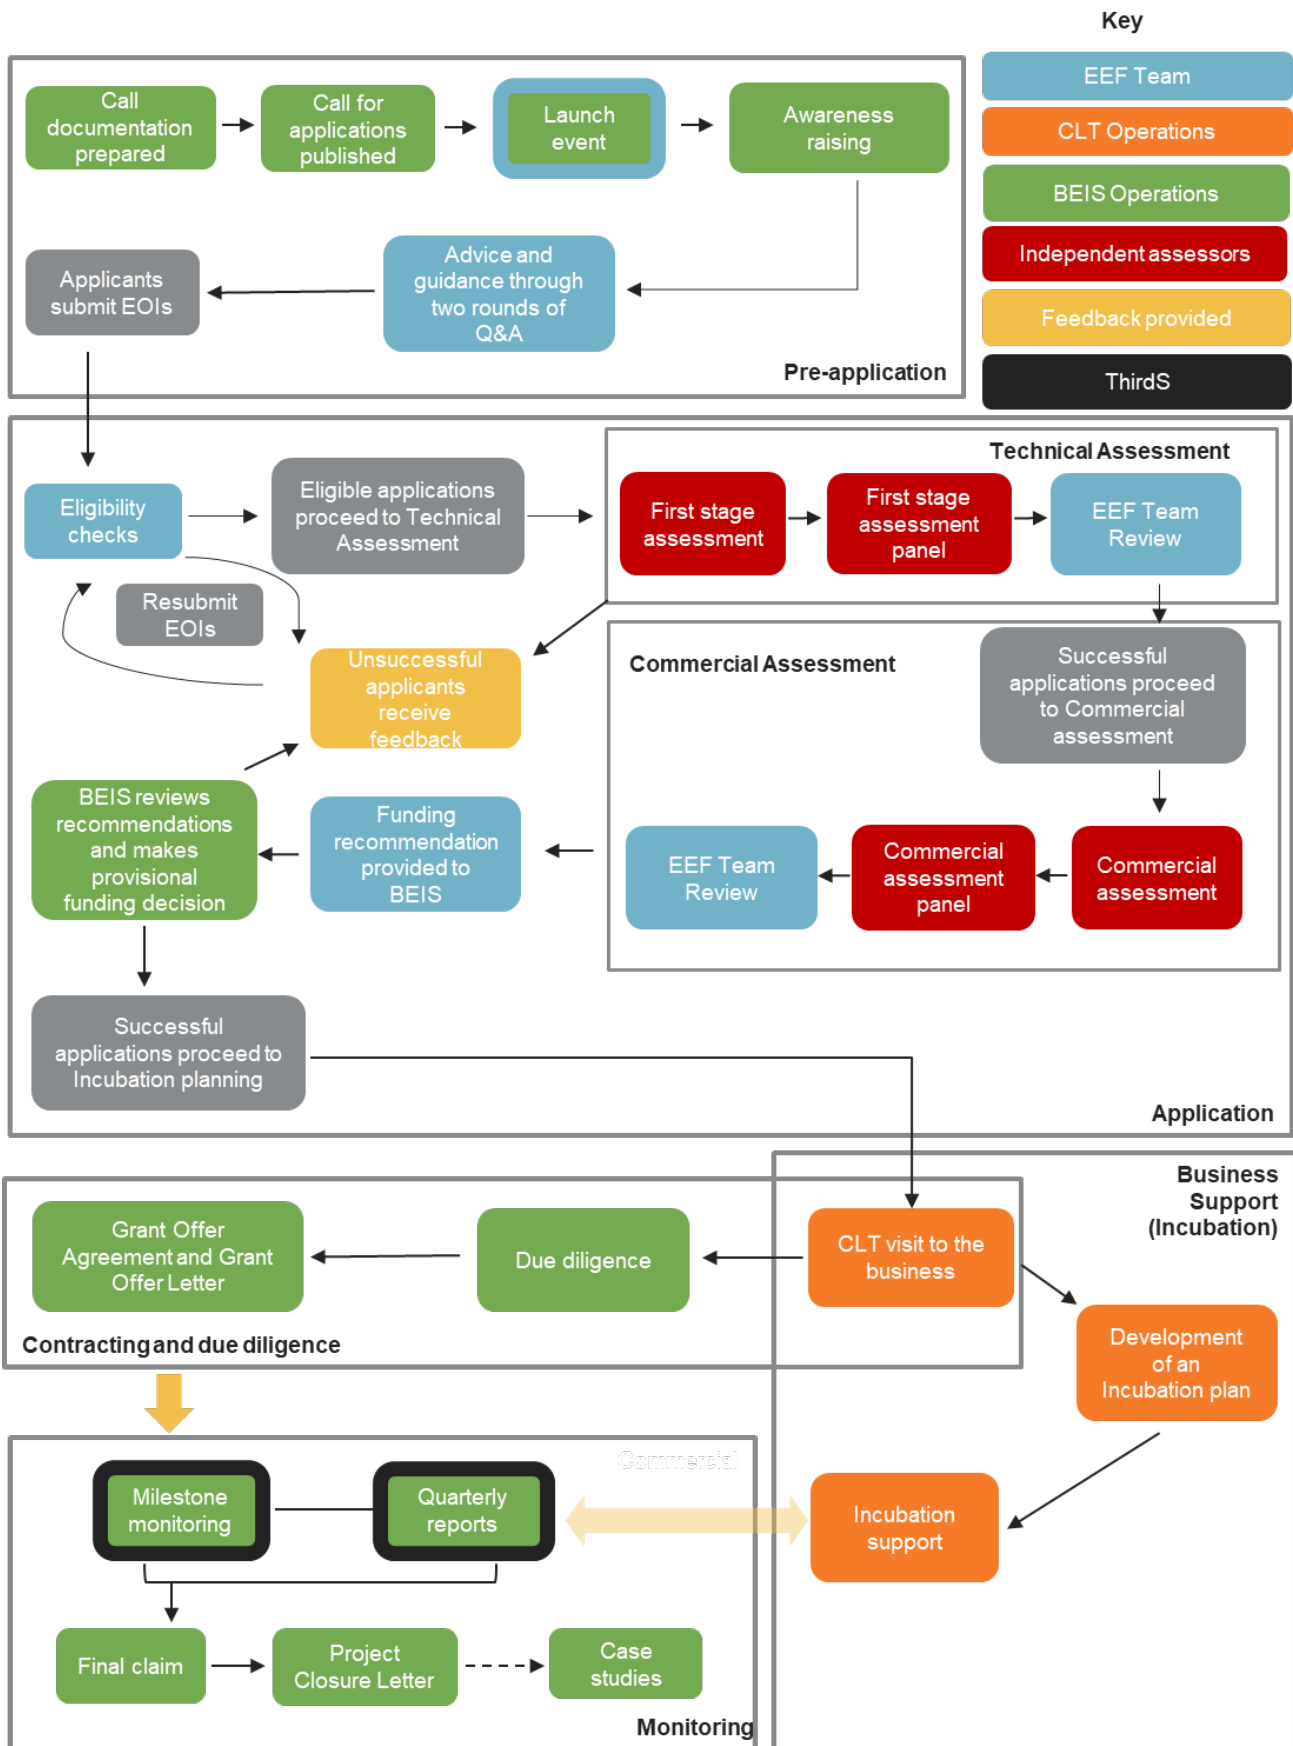 Key
EEF Team
CLT Operations
BEIS Operations
Independent assessors
Feedback provided
ThirdS
Call
documentation
prepared
Call for
applications
published
Launch
event
Awareness
raising
Applicants
submit EOIs
Advice and
guidance through
two rounds of
Q&A
Pre-application
Technical Assessment
Eligibility
checks
Eligible applications
proceed to Technical
Assessment
First stage
assessment
First stage
assessment
panel
EEF Team
Review
Resubmit
EOIs
Unsuccessful
applicants
receive
feedback
Commercial Assessment
Successful
applications proceed
to Commercial
assessment
BEIS reviews
recommendations
and makes
provisional
funding decision
Funding
recommendation
provided to
BEIS
EEF Team
Review
Commercial
assessment
panel
Commercial
assessment
Successful
applications proceed to
Incubation planning
Application
Business
Support
(Incubation)
Grant Offer
Agreement and Grant
Offer Letter
Due diligence
CLT visit to the
business
Contracting and due diligence
Development
of an
Incubation plan
Commercial
Milestone
monitoring
Quarterly
reports
Incubation
support
Final claim
Project
Closure Letter
Case
studies
Monitoring